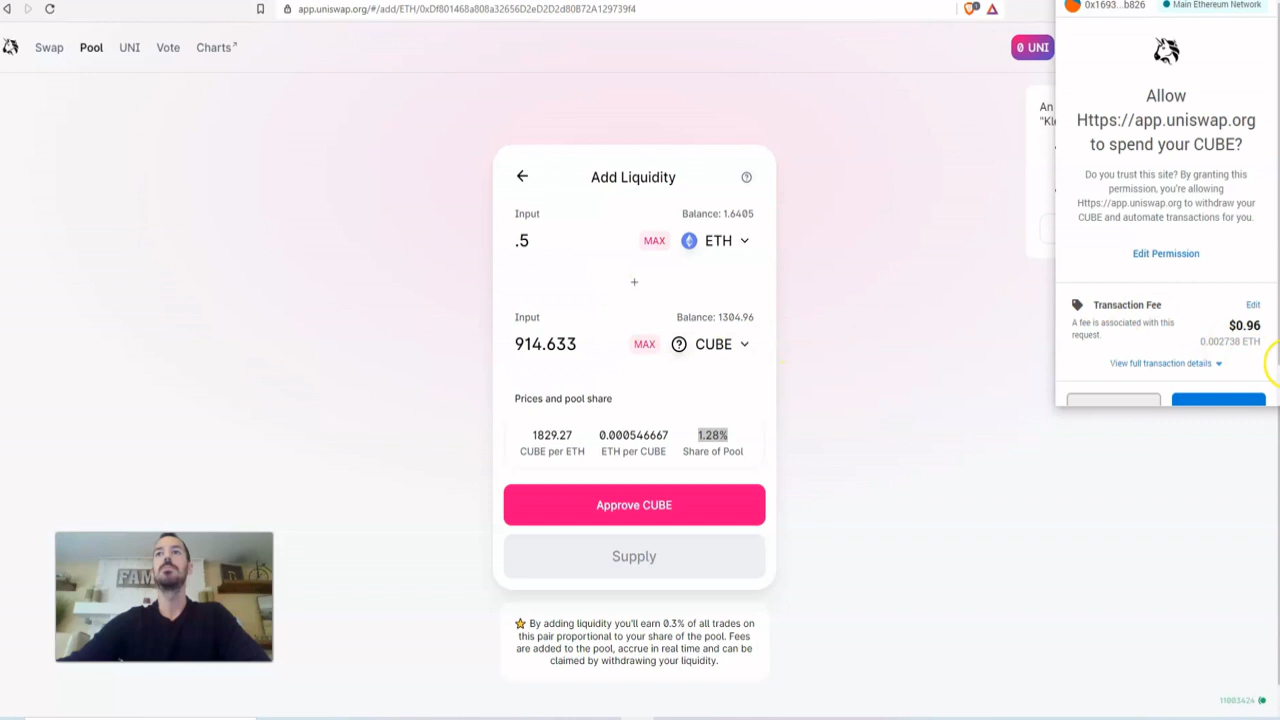 app.uniswap.org/#/add/ETH/0xDf801468a808a32656D2eD2D2d80B72A129739f4
Swap
Pool
UNI
Vote
Charts↗
0 UNI
Add Liquidity
Input
Balance: 1.6405
.5
MAX
ETH
+
Input
Balance: 1304.96
914.633
MAX
CUBE
Prices and pool share
1829.27
0.000546667
1.28%
CUBE per ETH
ETH per CUBE
Share of Pool
Approve CUBE
Supply
By adding liquidity you'll earn 0.3% of all trades on
this pair proportional to your share of the pool. Fees
are added to the pool, accrue in real time and can be
claimed by withdrawing your liquidity.
An
0x1693...b826
Main Ethereum Network
Allow
Https://app.uniswap.org
to spend your CUBE?
Do you trust this site? By granting this
permission, you're allowing
Https://app.uniswap.org to withdraw your
CUBE and automate transactions for you.
Edit Permission
Transaction Fee
Edit
A fee is associated with this
request.
$0.96
0.002738 ETH
View full transaction details
FAM
11003424